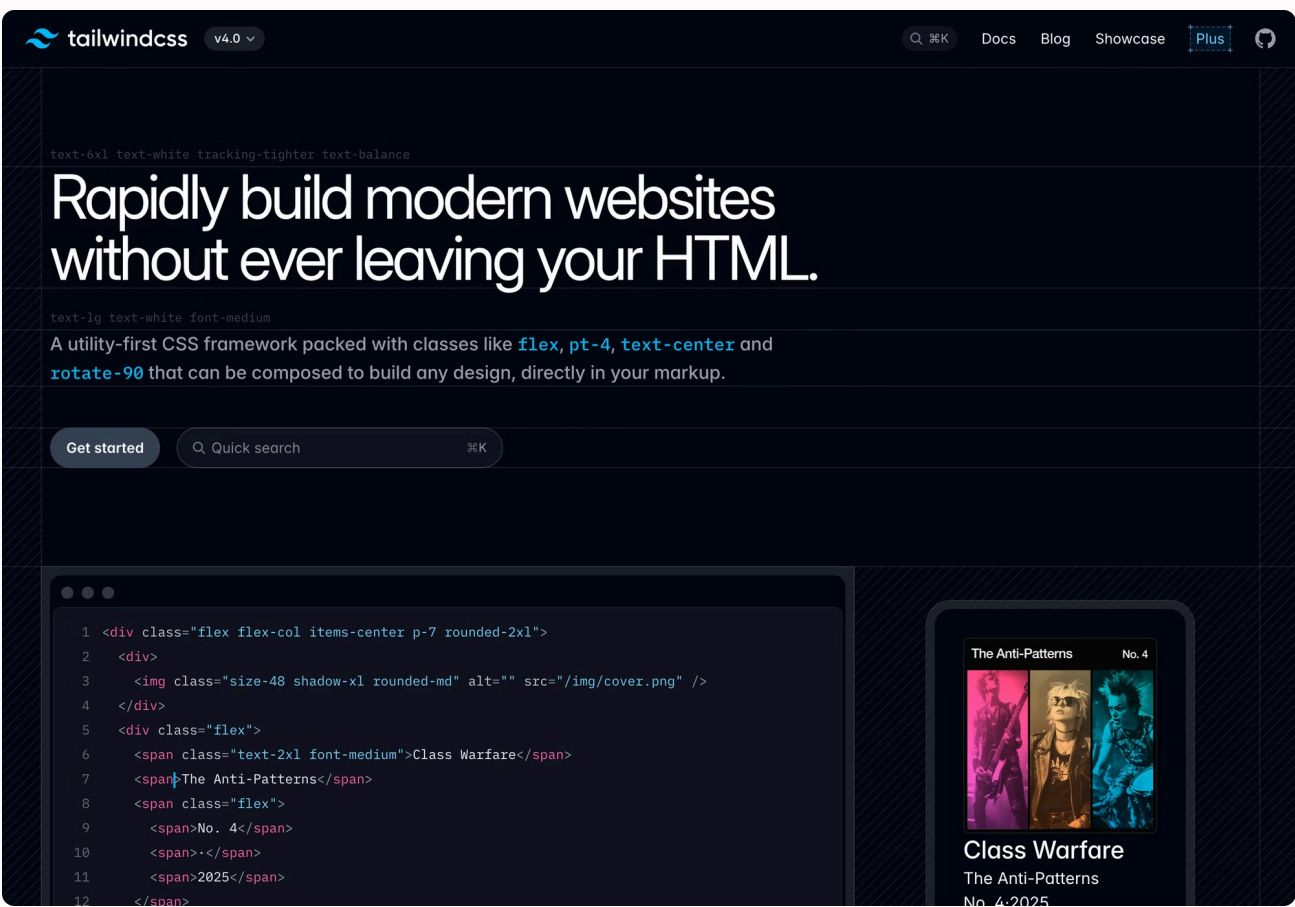 tailwindcss v4.0 ⌘K Docs Blog Showcase Plus
text-6xl text-white tracking-tighter text-balance
Rapidly build modern websites
without ever leaving your HTML.
text-lg text-white font-medium
A utility-first CSS framework packed with classes like flex, pt-4, text-center and
rotate-90 that can be composed to build any design, directly in your markup.
Get started Quick search ⌘K
1 <div class="flex flex-col items-center p-7 rounded-2xl">
2 <div>
3 <img class="size-48 shadow-xl rounded-md" alt="" src="/img/cover.png" />
4 </div>
5 <div class="flex">
6 <span class="text-2xl font-medium">Class Warfare</span>
7 <span>The Anti-Patterns</span>
8 <span class="flex">
9 <span>No. 4</span>
10 <span>·</span>
11 <span>2025</span>
12 </span>
The Anti-Patterns No. 4
Class Warfare
The Anti-Patterns
No. 4·2025